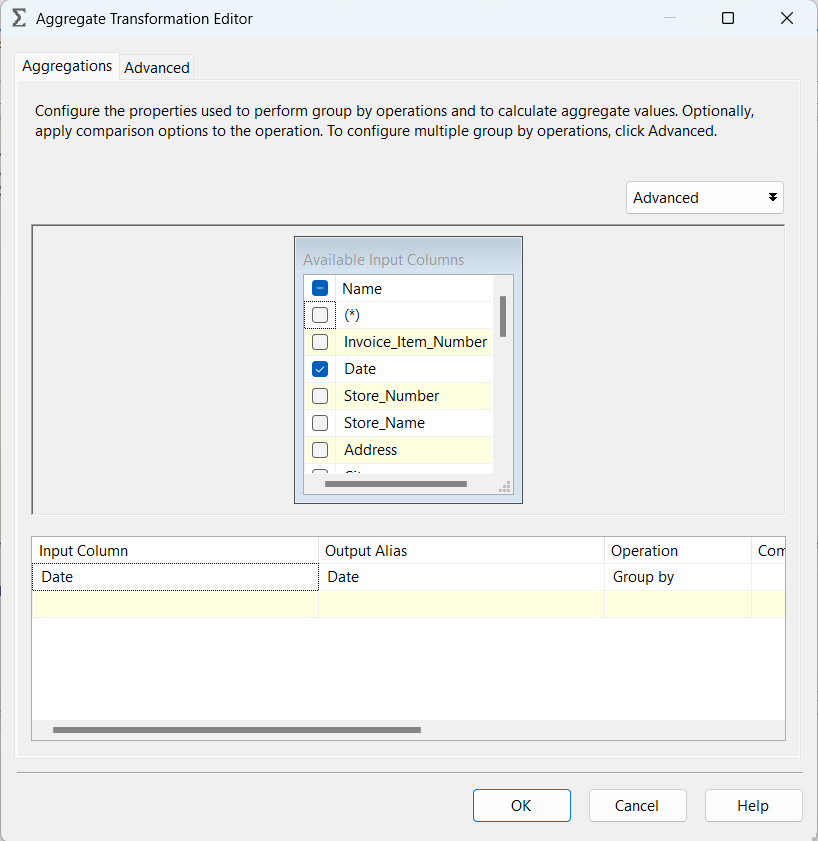 Aggregate Transformation Editor
Aggregations Advanced
Configure the properties used to perform group by operations and to calculate aggregate values. Optionally,
apply comparison options to the operation. To configure multiple group by operations, click Advanced.
Advanced
Available Input Columns
Name
(*)
Invoice_Item_Number
Date
Store_Number
Store_Name
Address
Input Column Output Alias Operation Com
Date Date Group by
OK Cancel Help